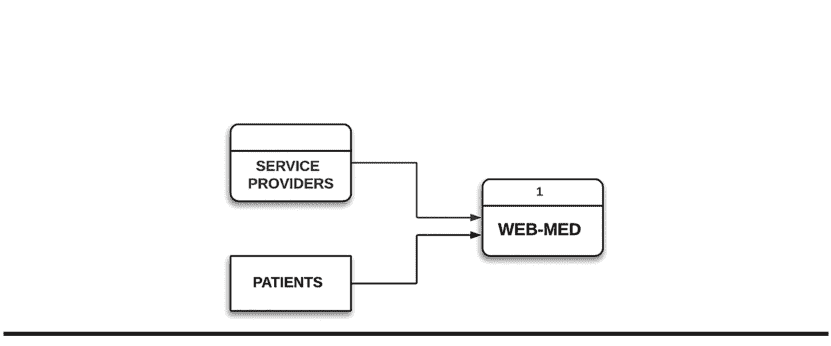 SERVICE
PROVIDERS
1
WEB-MED
PATIENTS